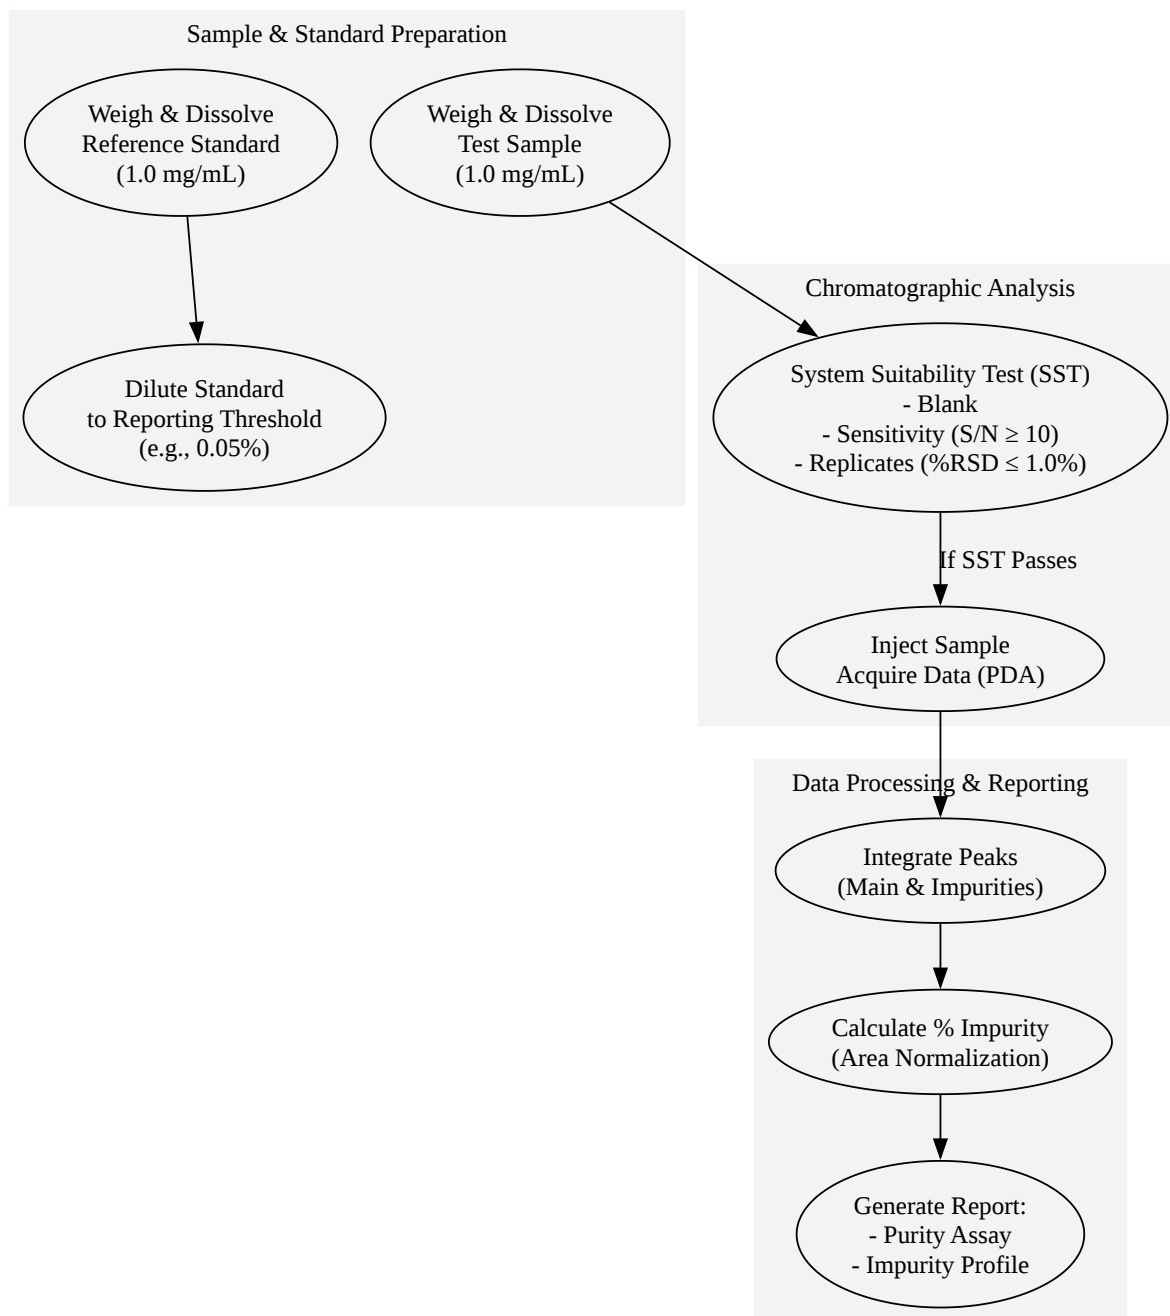 Sample & Standard Preparation
Weigh & Dissolve
Reference Standard
(1.0 mg/mL)
Weigh & Dissolve
Test Sample
(1.0 mg/mL)
Dilute Standard
to Reporting Threshold
(e.g., 0.05%)
Chromatographic Analysis
System Suitability Test (SST)
- Blank
- Sensitivity (S/N ≥ 10)
- Replicates (%RSD ≤ 1.0%)
If SST Passes
Inject Sample
Acquire Data (PDA)
Data Processing & Reporting
Integrate Peaks
(Main & Impurities)
Calculate % Impurity
(Area Normalization)
Generate Report:
- Purity Assay
- Impurity Profile